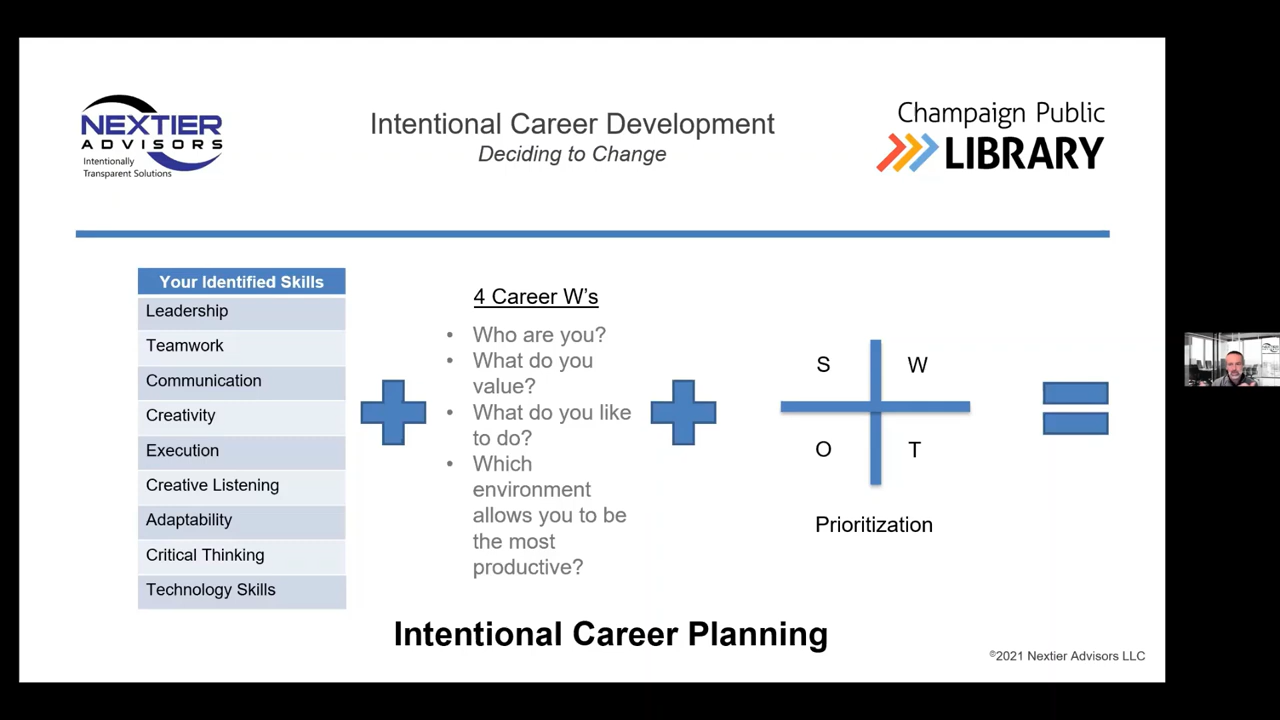 NEXTIER
ADVISORS
Intentionally
Transparent Solutions
Intentional Career Development
Deciding to Change
Champaign Public
LIBRARY
Your Identified Skills
Leadership
Teamwork
Communication
Creativity
Execution
Creative Listening
Adaptability
Critical Thinking
Technology Skills
4 Career W's
• Who are you?
• What do you
value?
• What do you like
to do?
• Which
environment
allows you to be
the most
productive?
S W
O T
Prioritization
Intentional Career Planning
©2021 Nextier Advisors LLC